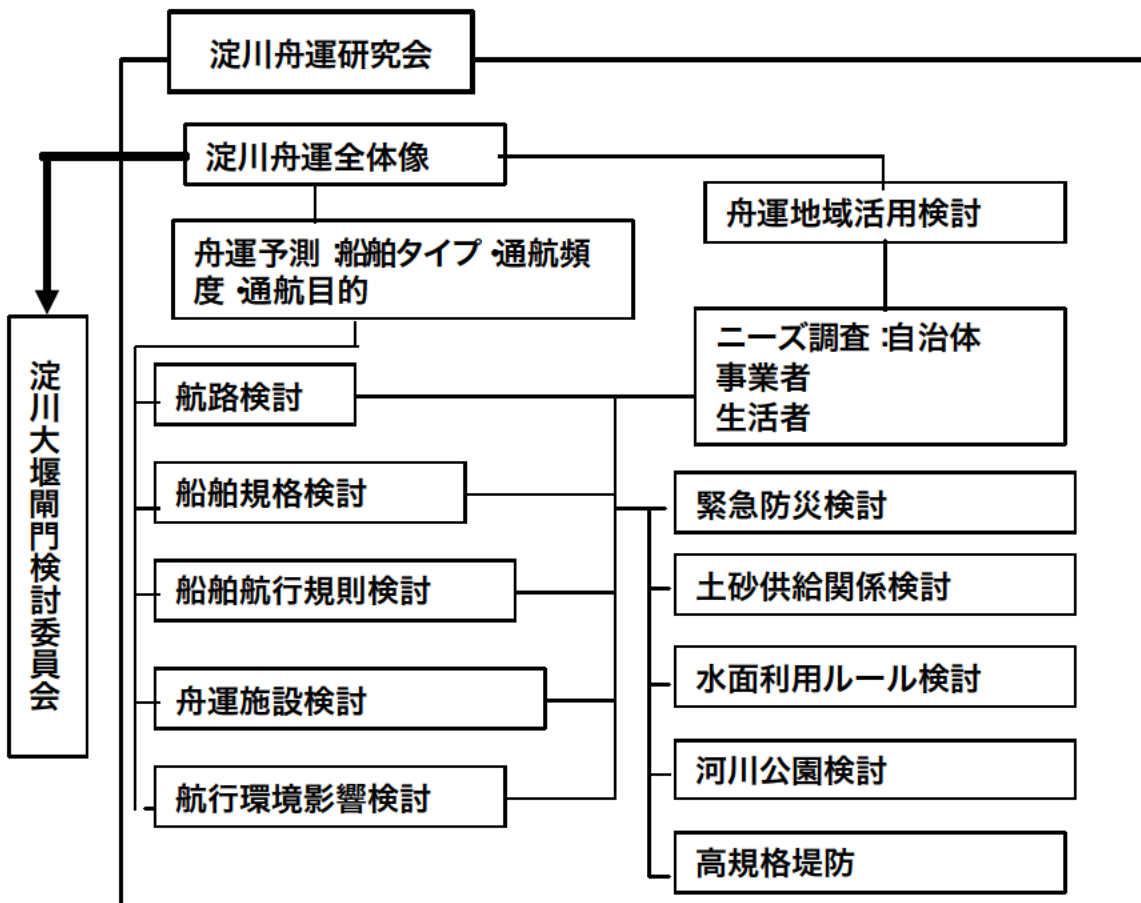 淀川舟運研究会
淀川舟運全体像
舟運地域活用検討
舟運予測:船舶タイプ・通航頻
度・通航目的
ニーズ調査:自治体
事業者
生活者
淀川大堰閘門検討委員会
航路検討
船舶規格検討
船舶航行規則検討
舟運施設検討
航行環境影響検討
緊急防災検討
土砂供給関係検討
水面利用ルール検討
河川公園検討
高規格堤防